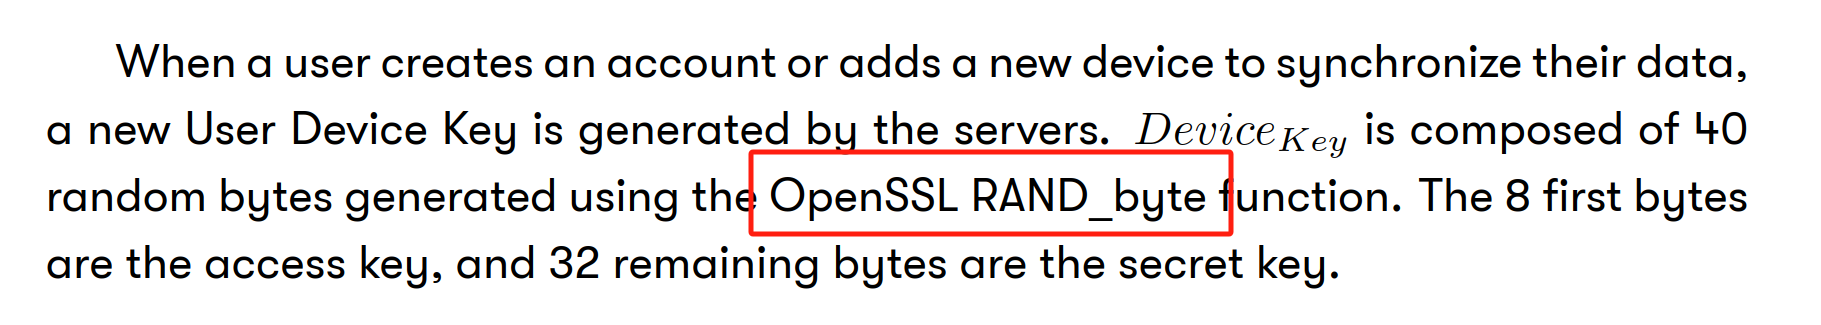 When a user creates an account or adds a new device to synchronize their data,
a new User Device Key is generated by the servers. Device_Key is composed of 40
random bytes generated using the OpenSSL RAND_byte function. The 8 first bytes
are the access key, and 32 remaining bytes are the secret key.